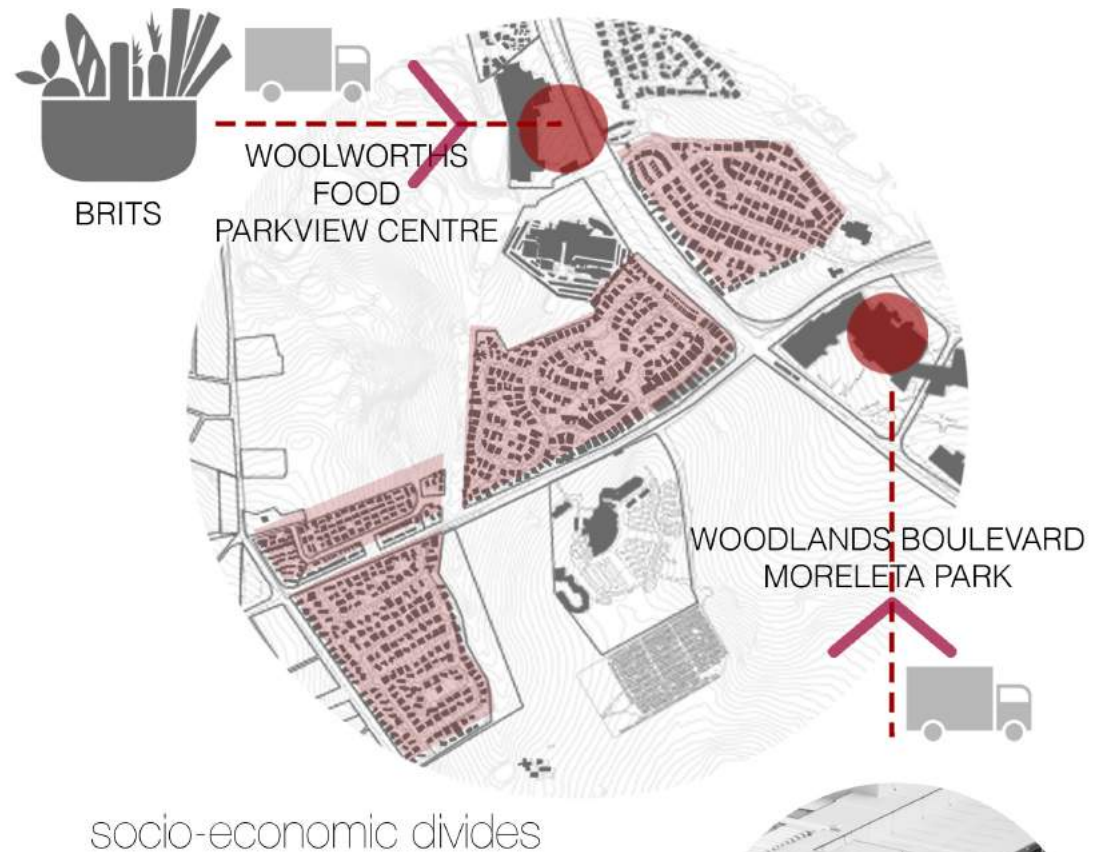 WOOLWORTHS
FOOD
PARKVIEW CENTRE
BRITS
WOODLANDS BOULEVARD
MORELETA PARK
socio-economic divides